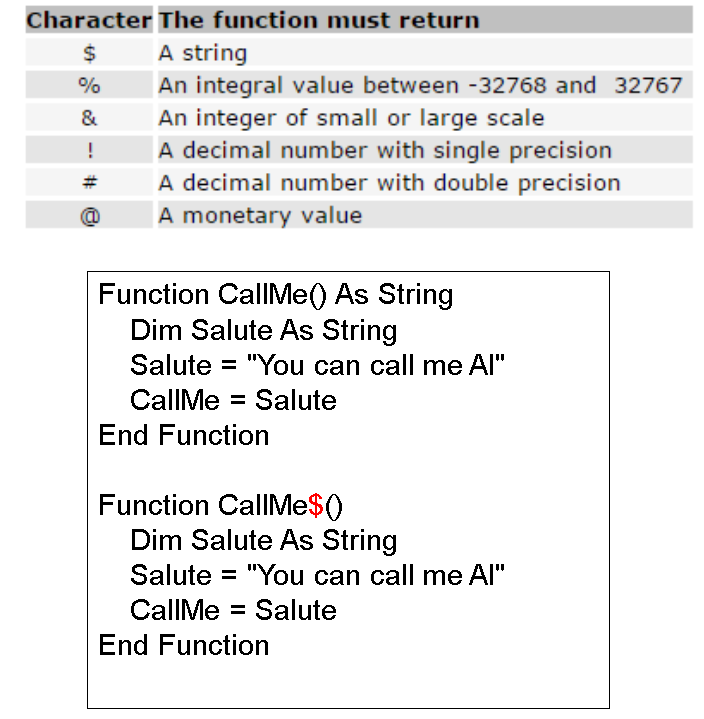 Character The function must return
$ A string
% An integral value between -32768 and 32767
& An integer of small or large scale
! A decimal number with single precision
# A decimal number with double precision
@ A monetary value
Function CallMe() As String
Dim Salute As String
Salute = "You can call me Al"
CallMe = Salute
End Function
Function CallMe$()
Dim Salute As String
Salute = "You can call me Al"
CallMe = Salute
End Function